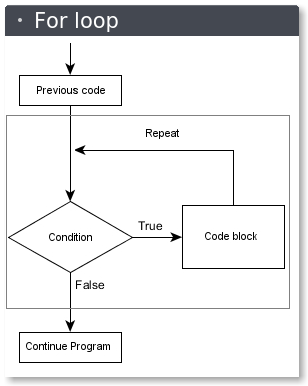 • For loop
Previous code
Repeat
Condition
True
Code block
False
Continue Program